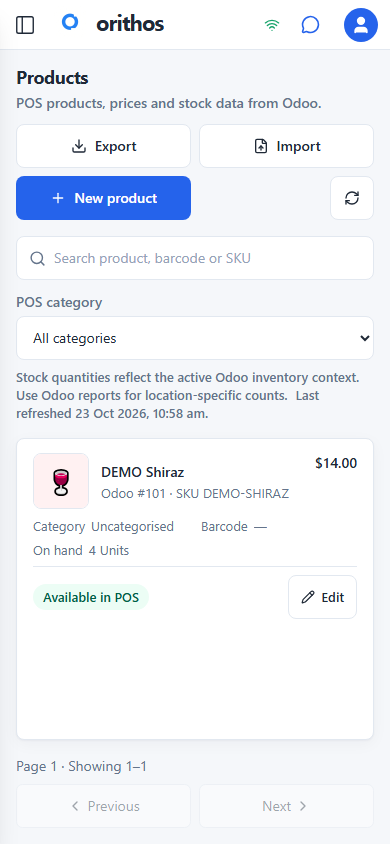 orithos
Products
POS products, prices and stock data from Odoo.
Export
Import
New product
Search product, barcode or SKU
POS category
All categories
Stock quantities reflect the active Odoo inventory context.
Use Odoo reports for location-specific counts. Last
refreshed 23 Oct 2026, 10:58 am.
DEMO Shiraz
$14.00
Odoo #101 · SKU DEMO-SHIRAZ
Category Uncategorised Barcode —
On hand 4 Units
Available in POS
Edit
Page 1 · Showing 1–1
Previous
Next